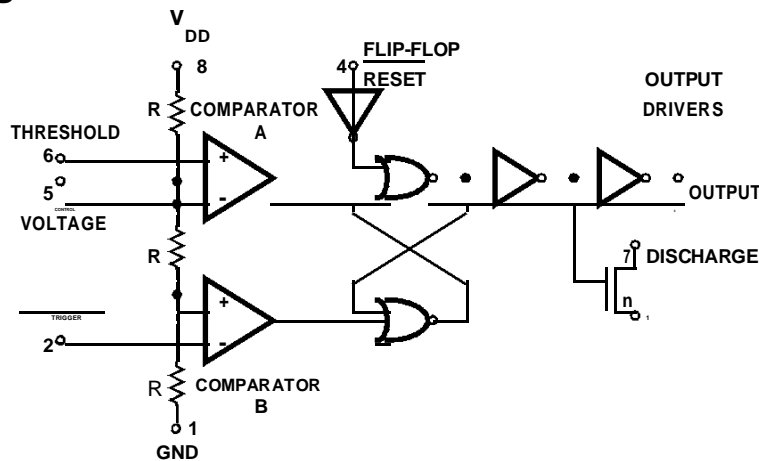 V
DD
8
4 FLIP-FLOP
RESET
OUTPUT
DRIVERS
R COMPARATOR
A
THRESHOLD
6
+
5
CONTROL
-
OUTPUT
VOLTAGE
R
7 DISCHARGE
n
1
+
TRIGGER
2
-
R COMPARATOR
B
1
GND